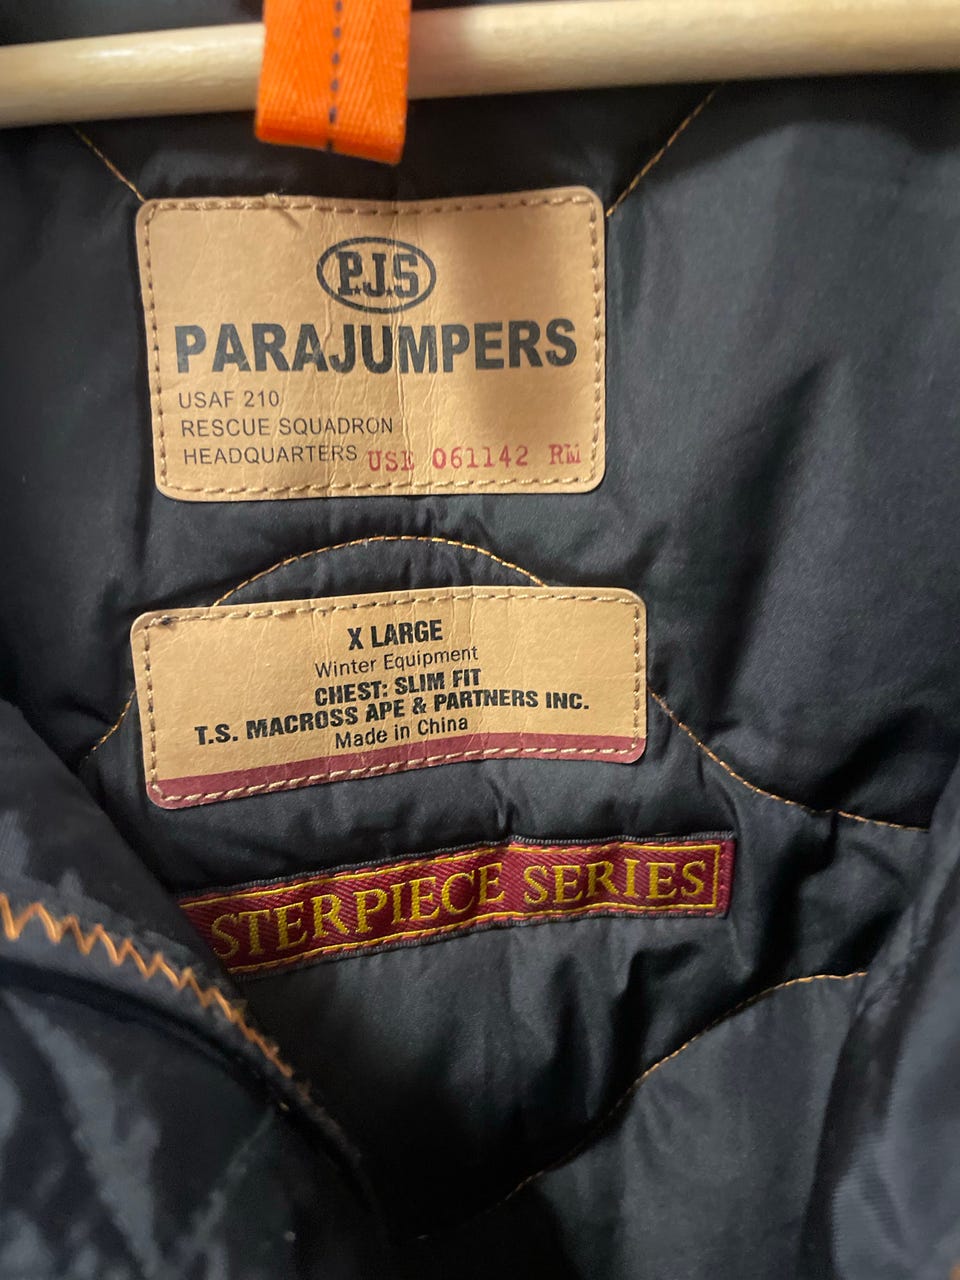 P.J.S
PARAJUMPERS
USAF 210
RESCUE SQUADRON
HEADQUARTERS USE 061142 RM
X LARGE
Winter Equipment
CHEST: SLIM FIT
T.S. MACROSS APE & PARTNERS INC.
Made in China
STERPIECE SERIES